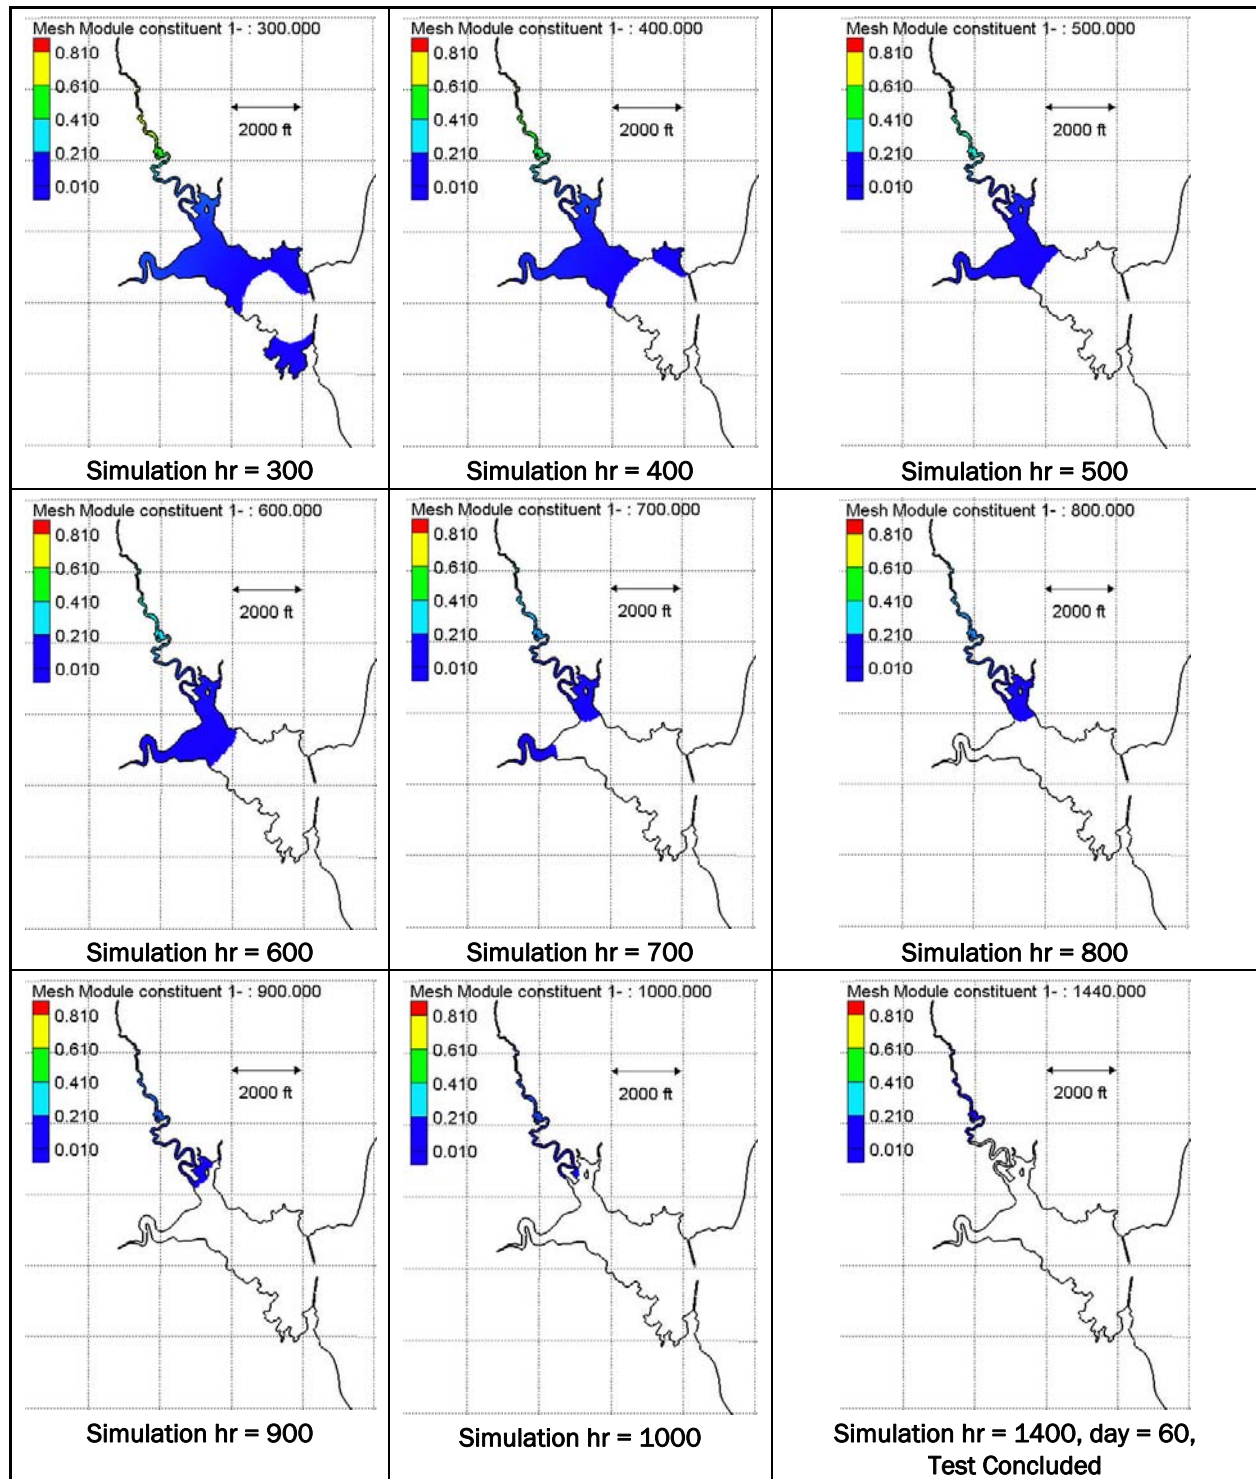 Mesh Module constituent 1- : 300.000
0.810
0.610
2000 ft
0.410
0.210
0.010
Simulation hr = 300
Mesh Module constituent 1- : 400.000
0.810
0.610
2000 ft
0.410
0.210
0.010
Simulation hr = 400
Mesh Module constituent 1- : 500.000
0.810
0.610
2000 ft
0.410
0.210
0.010
Simulation hr = 500
Mesh Module constituent 1- : 600.000
0.810
0.610
2000 ft
0.410
0.210
0.010
Simulation hr = 600
Mesh Module constituent 1- : 700.000
0.810
0.610
2000 ft
0.410
0.210
0.010
Simulation hr = 700
Mesh Module constituent 1- : 800.000
0.810
0.610
2000 ft
0.410
0.210
0.010
Simulation hr = 800
Mesh Module constituent 1- : 900.000
0.810
0.610
2000 ft
0.410
0.210
0.010
Simulation hr = 900
Mesh Module constituent 1- : 1000.000
0.810
0.610
2000 ft
0.410
0.210
0.010
Simulation hr = 1000
Mesh Module constituent 1- : 1440.000
0.810
0.610
2000 ft
0.410
0.210
0.010
Simulation hr = 1400, day = 60,
Test Concluded